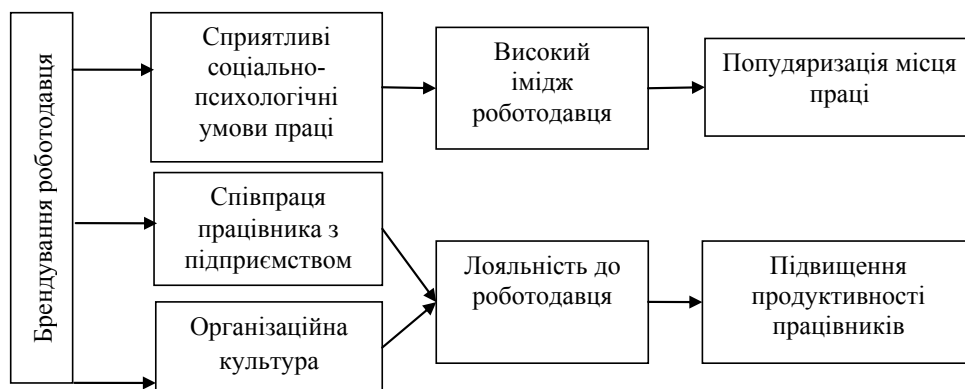 Брендування роботодавця
Сприятливі
соціально-
психологічні
умови праці
Високий
імідж
роботодавця
Попудяризація місця
праці
Співпраця
працівника з
підприємством
Організаційна
культура
Лояльність до
роботодавця
Підвищення
продуктивності
працівників